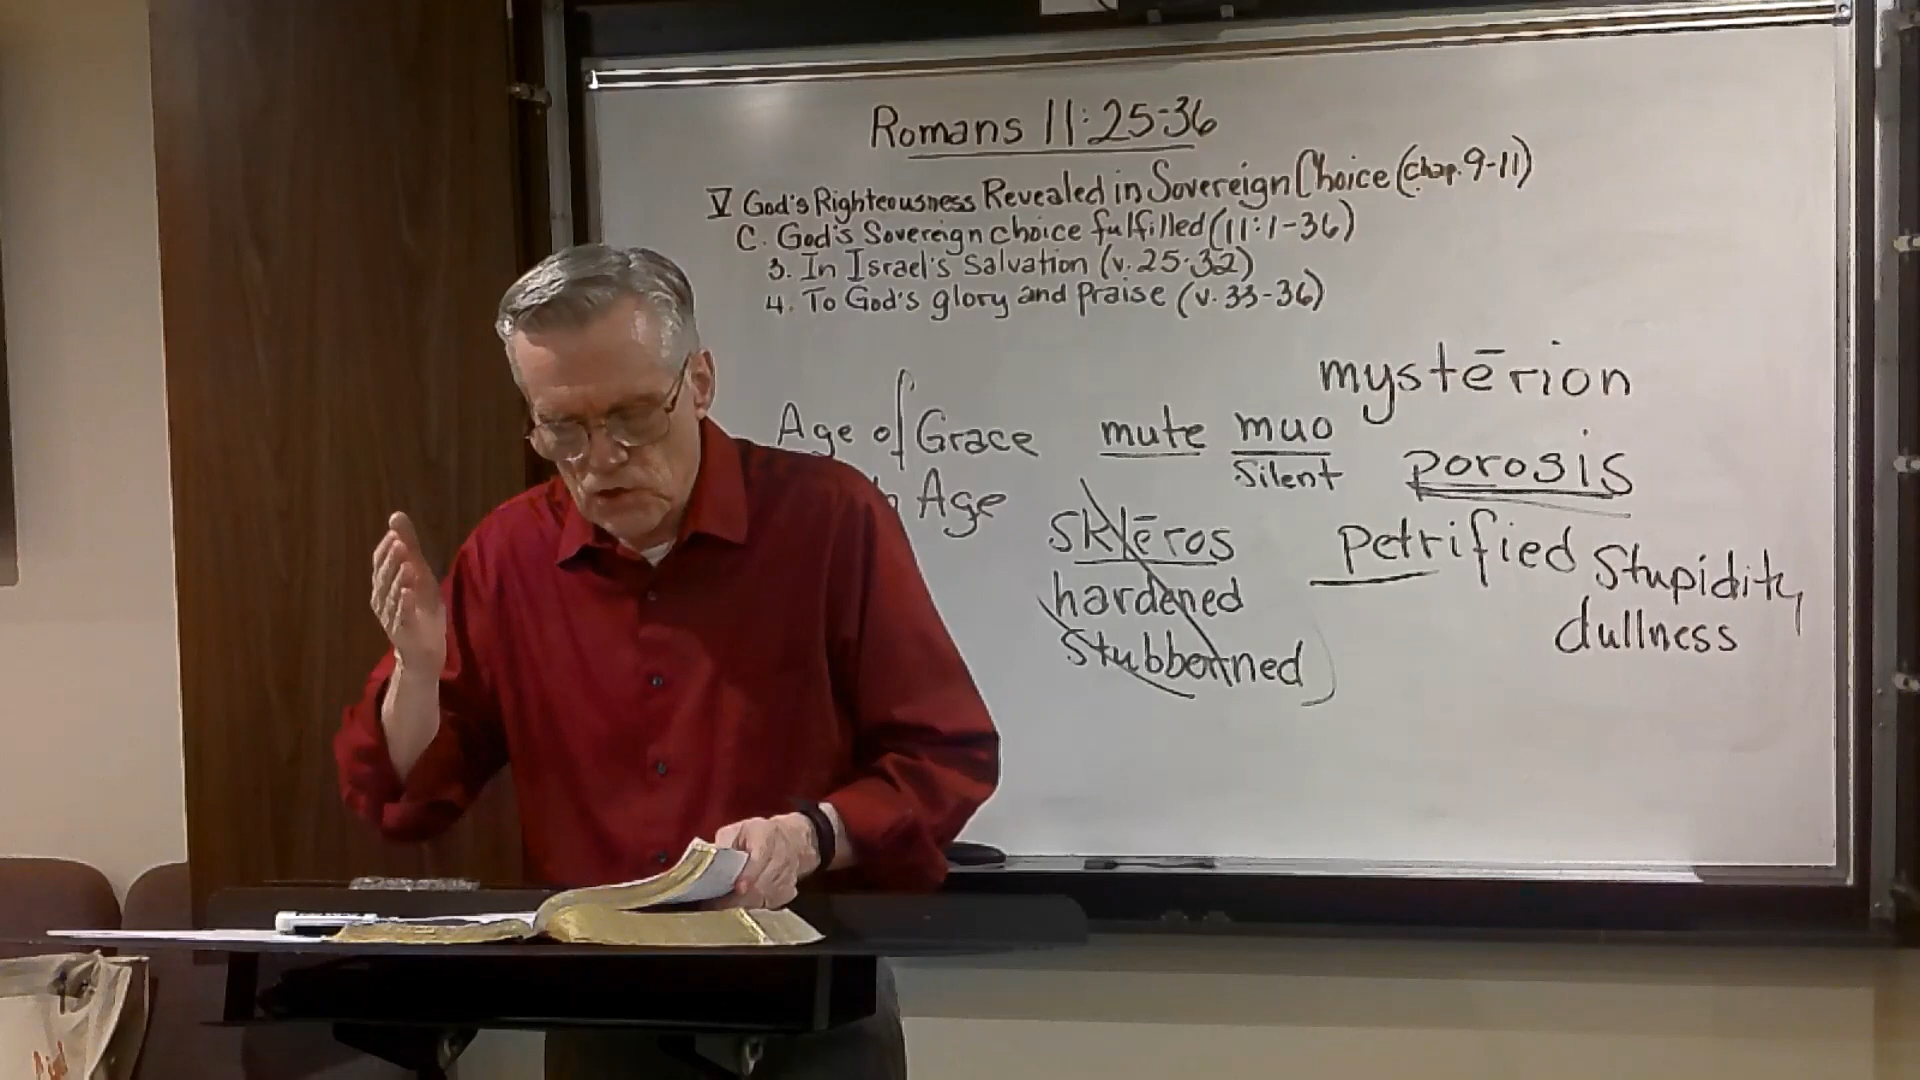 Romans 11:25-36
V God's Righteousness Revealed in Sovereign Choice (Chap. 9-11)
C. God's Sovereign choice fulfilled (11:1-36)
3. In Israel's Salvation (v. 25-32)
4. To God's glory and Praise (v. 33-36)
mystērion
Age of Grace mute muo
silent
porosis
Age
sklēros
hardened
petrified Stupidity
dullness